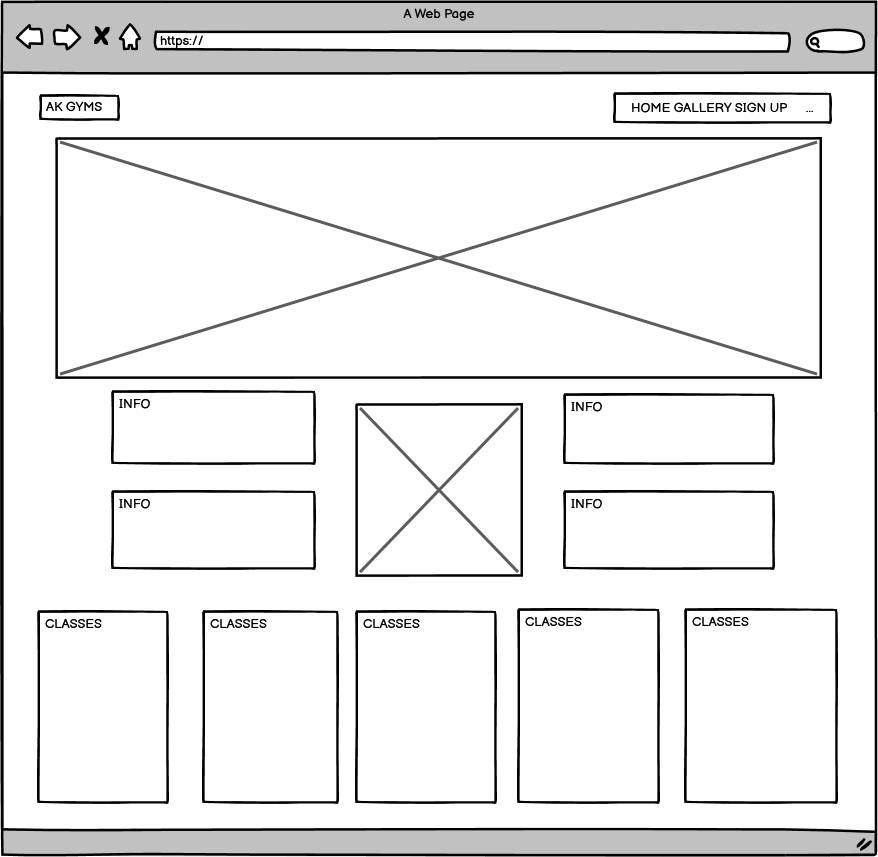 A Web Page
https://
AK GYMS
HOME GALLERY SIGN UP ...
INFO
INFO
INFO
INFO
CLASSES
CLASSES
CLASSES
CLASSES
CLASSES